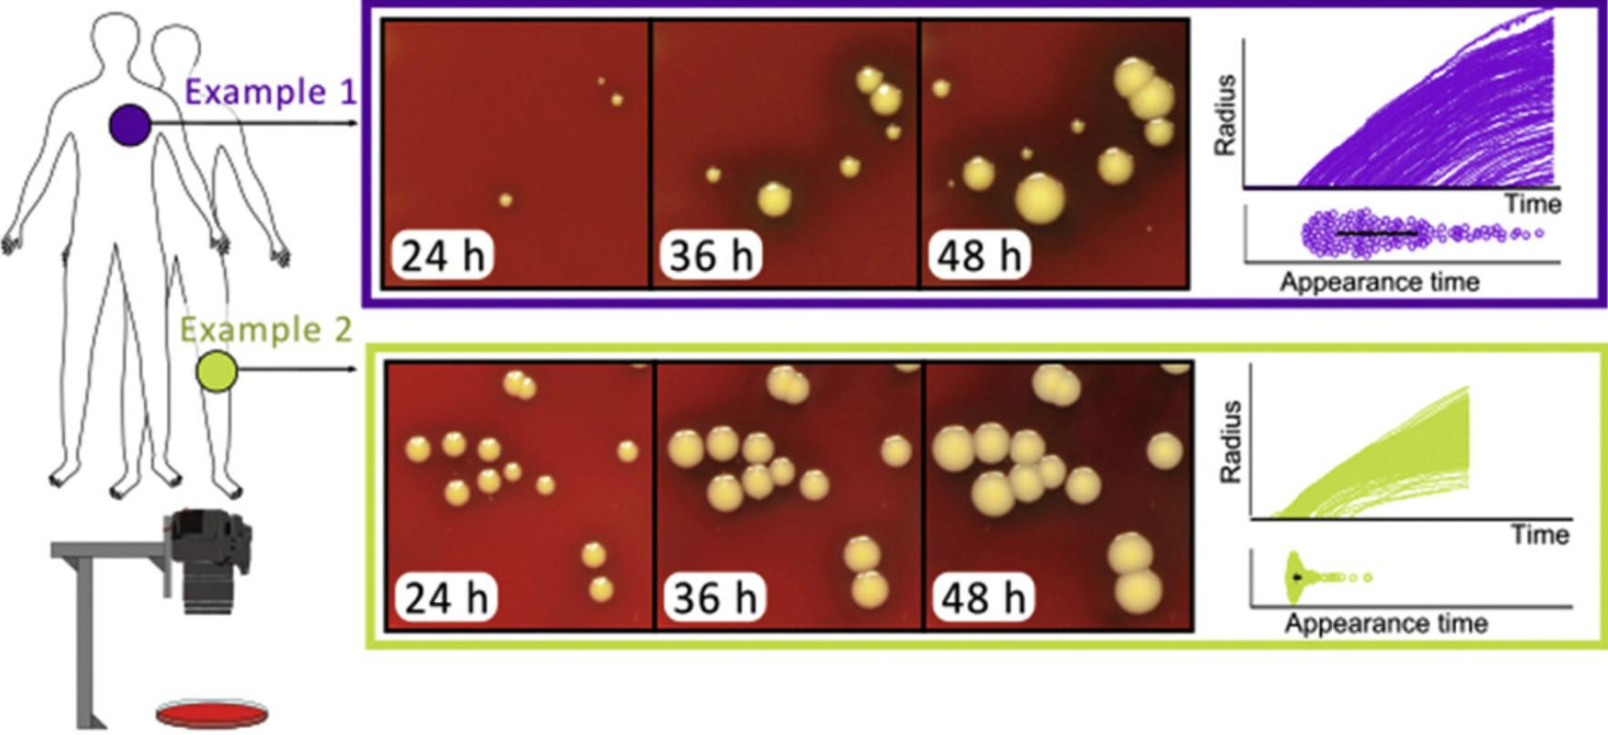 Example 1
24 h
36 h
48 h
Radius
Time
Appearance time
Example 2
24 h
36 h
48 h
Radius
Time
Appearance time